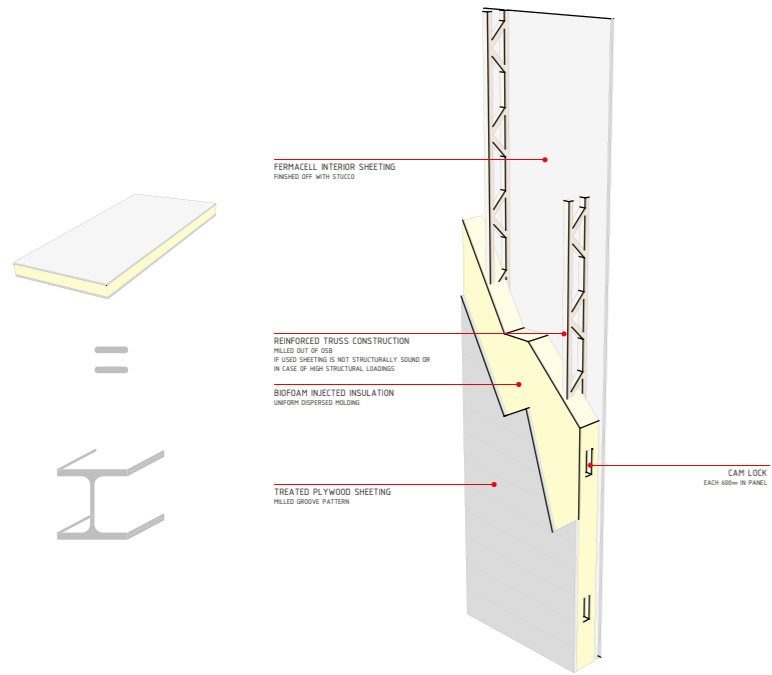 FERMACELL INTERIOR SHEETING
FINISHED OFF WITH STUCCO
REINFORCED TRUSS CONSTRUCTION
MILLED OUT OF OSB
IF USED SHEETING IS NOT STRUCTURALLY SOUND OR
IN CASE OF HIGH STRUCTURAL LOADINGS
BIOFOAM INJECTED INSULATION
UNIFORM DISPERSED MOLDING
CAM LOCK
EACH 600mm IN PANEL
TREATED PLYWOOD SHEETING
MILLED GROOVE PATTERN